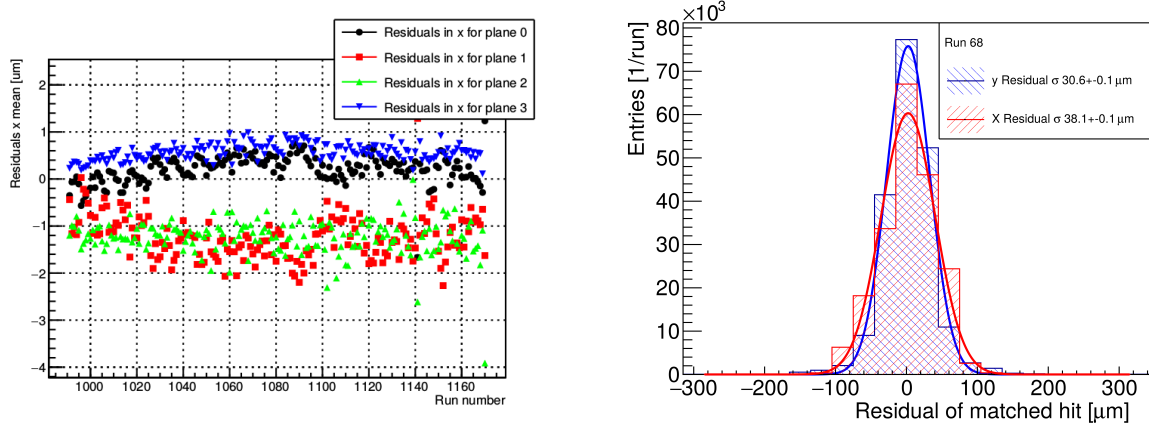 Residuals in x for plane 0
Residuals in x for plane 1
Residuals in x for plane 2
Residuals in x for plane 3
Residuals x mean [um]
2
1
0
−1
−2
−3
−4
1000 1020 1040 1060 1080 1100 1120 1140 1160
Run number
×10³
Entries [1/run]
80
70
60
50
40
30
20
10
0
Run 68
y Residual σ 30.6+-0.1 μm
X Residual σ 38.1+-0.1 μm
−300 −200 −100 0 100 200 300
Residual of matched hit [μm]